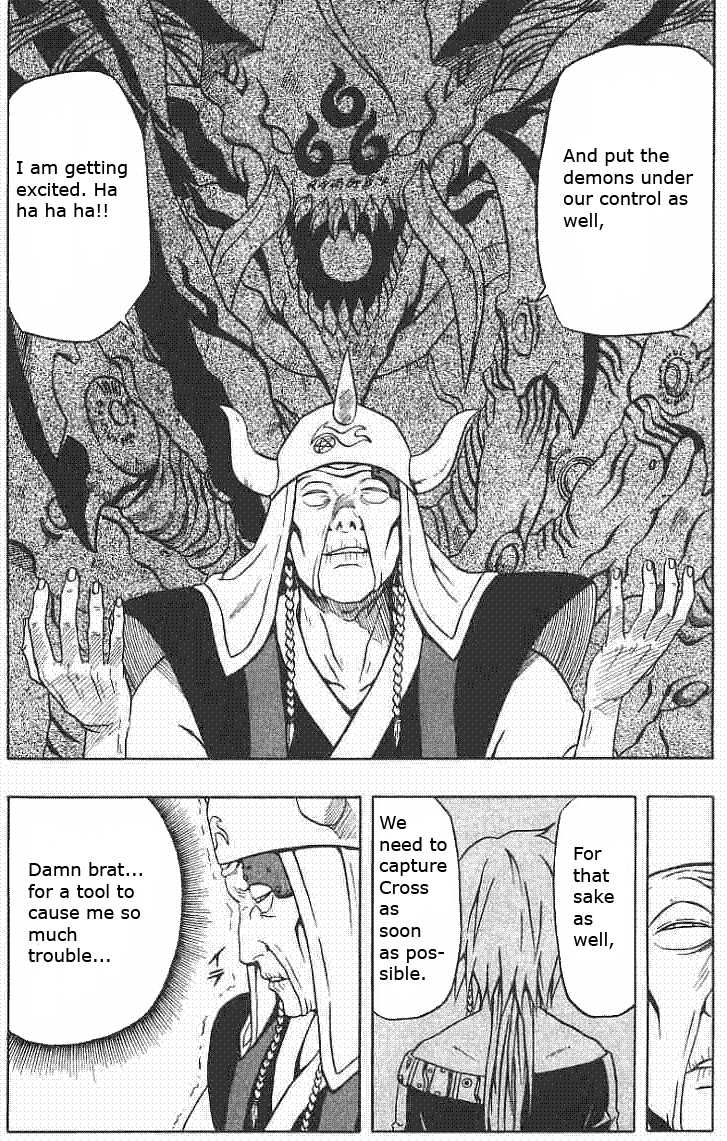 And put the
demons under
our control as
well,
I am getting
excited. Ha
ha ha ha!!
For
that
sake
as
well,
We
need to
capture
Cross
as
soon
as pos-
sible.
Damn brat...
for a tool to
cause me so
much
trouble...